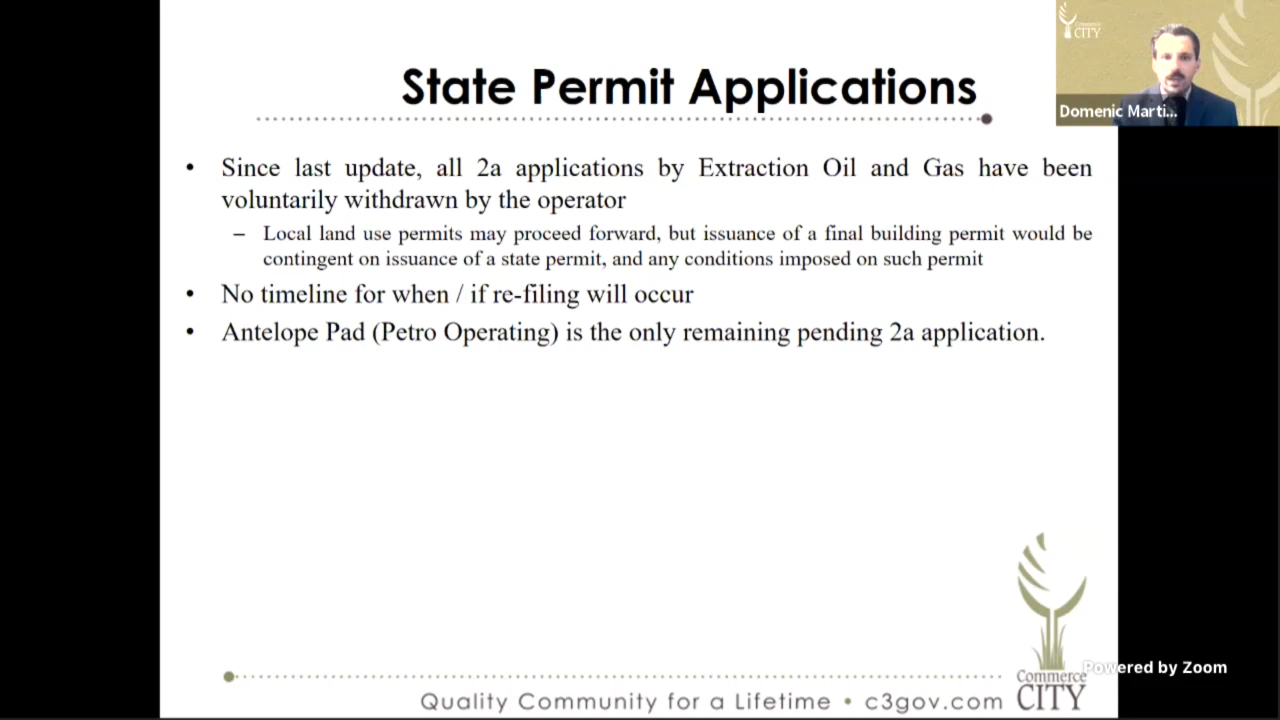 State Permit Applications
Commerce
CITY
Domenic Marti...
• Since last update, all 2a applications by Extraction Oil and Gas have been
voluntarily withdrawn by the operator
– Local land use permits may proceed forward, but issuance of a final building permit would be
contingent on issuance of a state permit, and any conditions imposed on such permit
• No timeline for when / if re-filing will occur
• Antelope Pad (Petro Operating) is the only remaining pending 2a application.
Powered by Zoom
Commerce
CITY
Quality Community for a Lifetime • c3gov.com